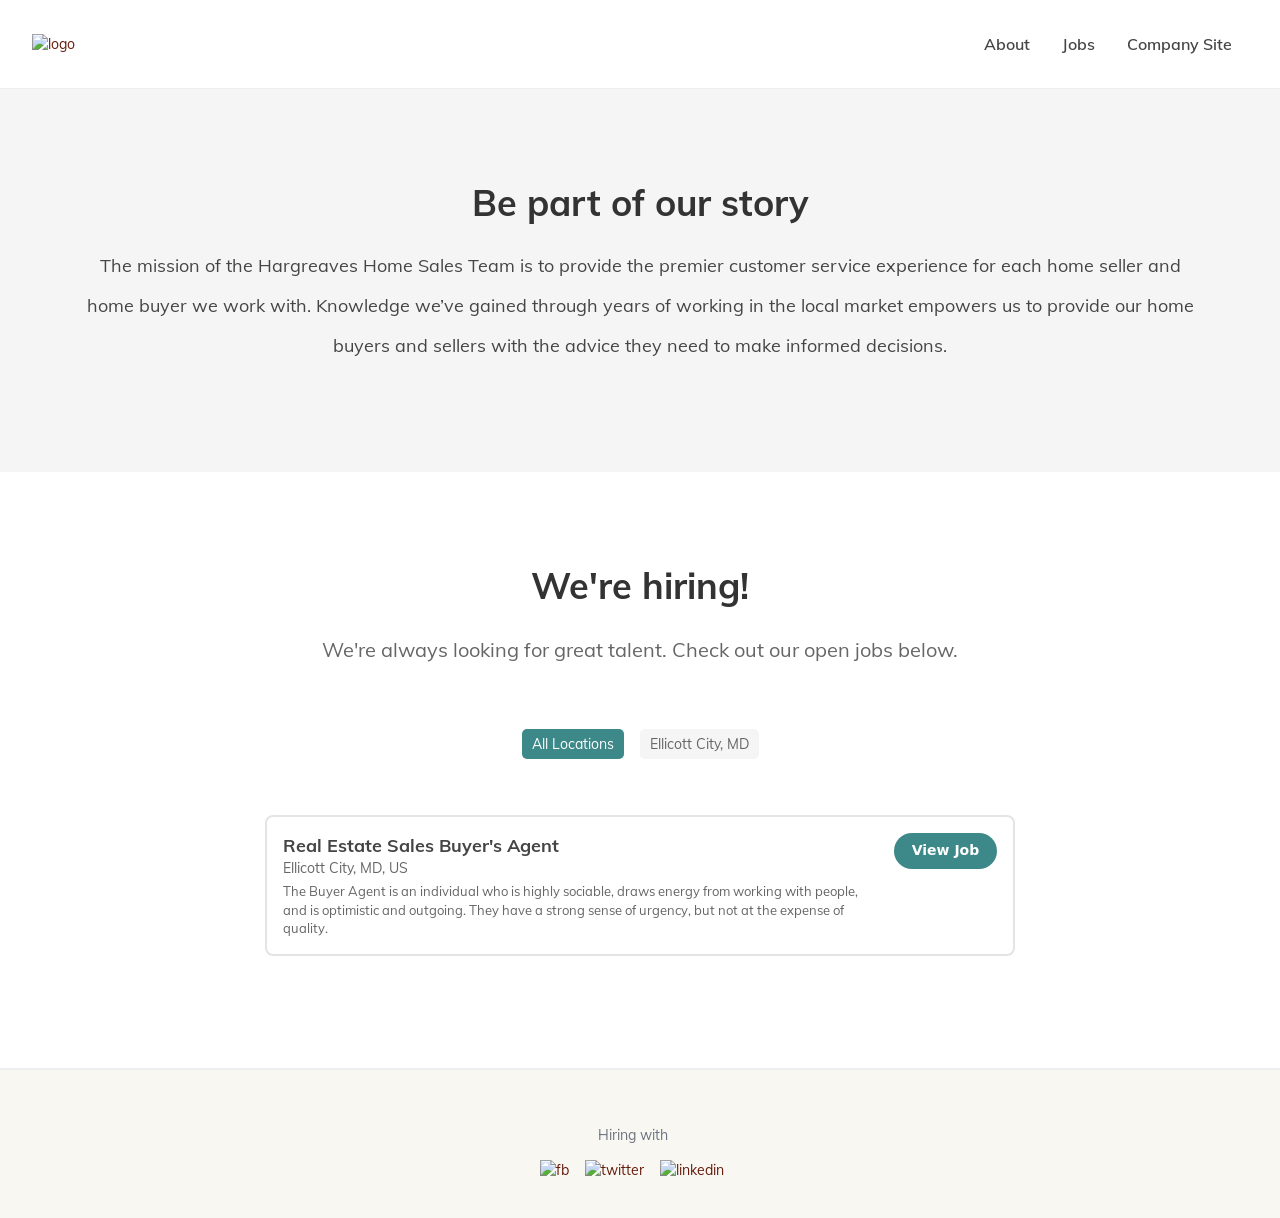 logo
About
Jobs
Company Site
Be part of our story
The mission of the Hargreaves Home Sales Team is to provide the premier customer service experience for each home seller and
home buyer we work with. Knowledge we’ve gained through years of working in the local market empowers us to provide our home
buyers and sellers with the advice they need to make informed decisions.
We're hiring!
We're always looking for great talent. Check out our open jobs below.
All Locations
Ellicott City, MD
Real Estate Sales Buyer's Agent
View Job
Ellicott City, MD, US
The Buyer Agent is an individual who is highly sociable, draws energy from working with people,
and is optimistic and outgoing. They have a strong sense of urgency, but not at the expense of
quality.
Hiring with
fb
twitter
linkedin